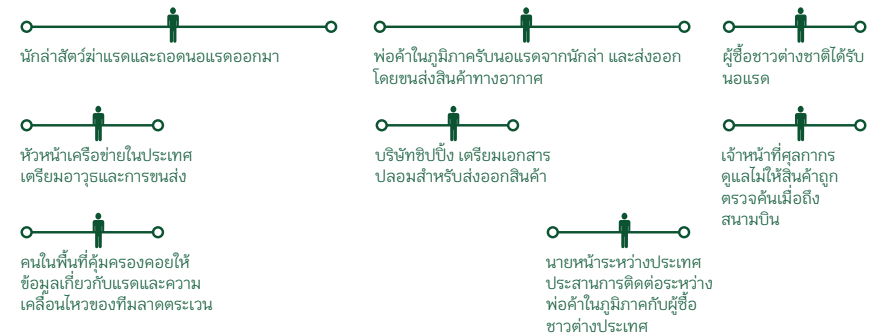 นักล่าสัตว์ฆ่าแรดและถอดนอแรดออกมา
พ่อค้าในภูมิภาครับนอแรดจากนักล่า และส่งออก
โดยขนส่งสินค้าทางอากาศ
ผู้ซื้อชาวต่างชาติได้รับ
นอแรด
หัวหน้าเครือข่ายในประเทศ
เตรียมอาวุธและการขนส่ง
บริษัทชิปปิ้ง เตรียมเอกสาร
ปลอมสำหรับส่งออกสินค้า
เจ้าหน้าที่ศุลกากร
ดูแลไม่ให้สินค้าถูก
ตรวจค้นเมื่อถึง
สนามบิน
คนในพื้นที่คุ้มครองคอยให้
ข้อมูลเกี่ยวกับแรดและความ
เคลื่อนไหวของทีมลาดตระเวน
นายหน้าระหว่างประเทศ
ประสานการติดต่อระหว่าง
พ่อค้าในภูมิภาคกับผู้ซื้อ
ชาวต่างประเทศ